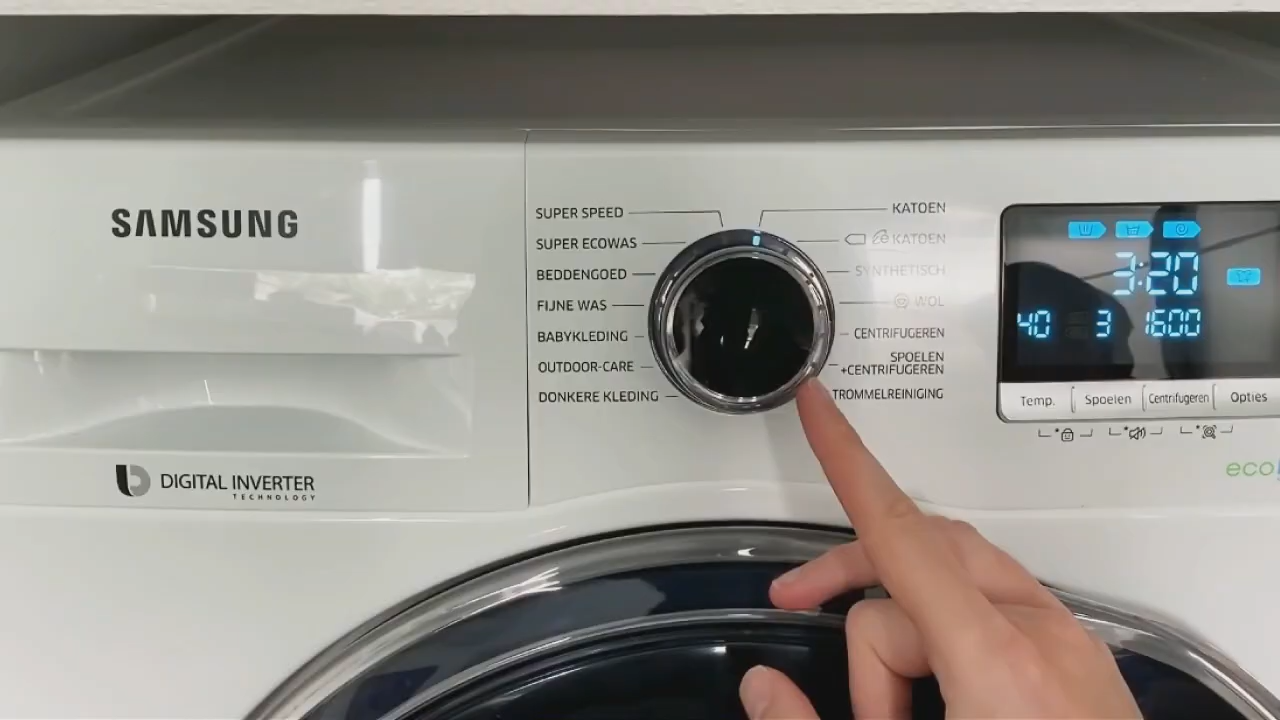 SAMSUNG
DIGITAL INVERTER
TECHNOLOGY
SUPER SPEED
SUPER ECOWAS
BEDDENGOED
FIJNE WAS
BABYKLEDING
OUTDOOR-CARE
DONKERE KLEDING
KATOEN
KATOEN
SYNTHETISCH
WOL
CENTRIFUGEREN
SPOELEN
+CENTRIFUGEREN
TROMMELREINIGING
3:20
40 3 1600
Temp. Spoelen Centrifugeren Opties
eco